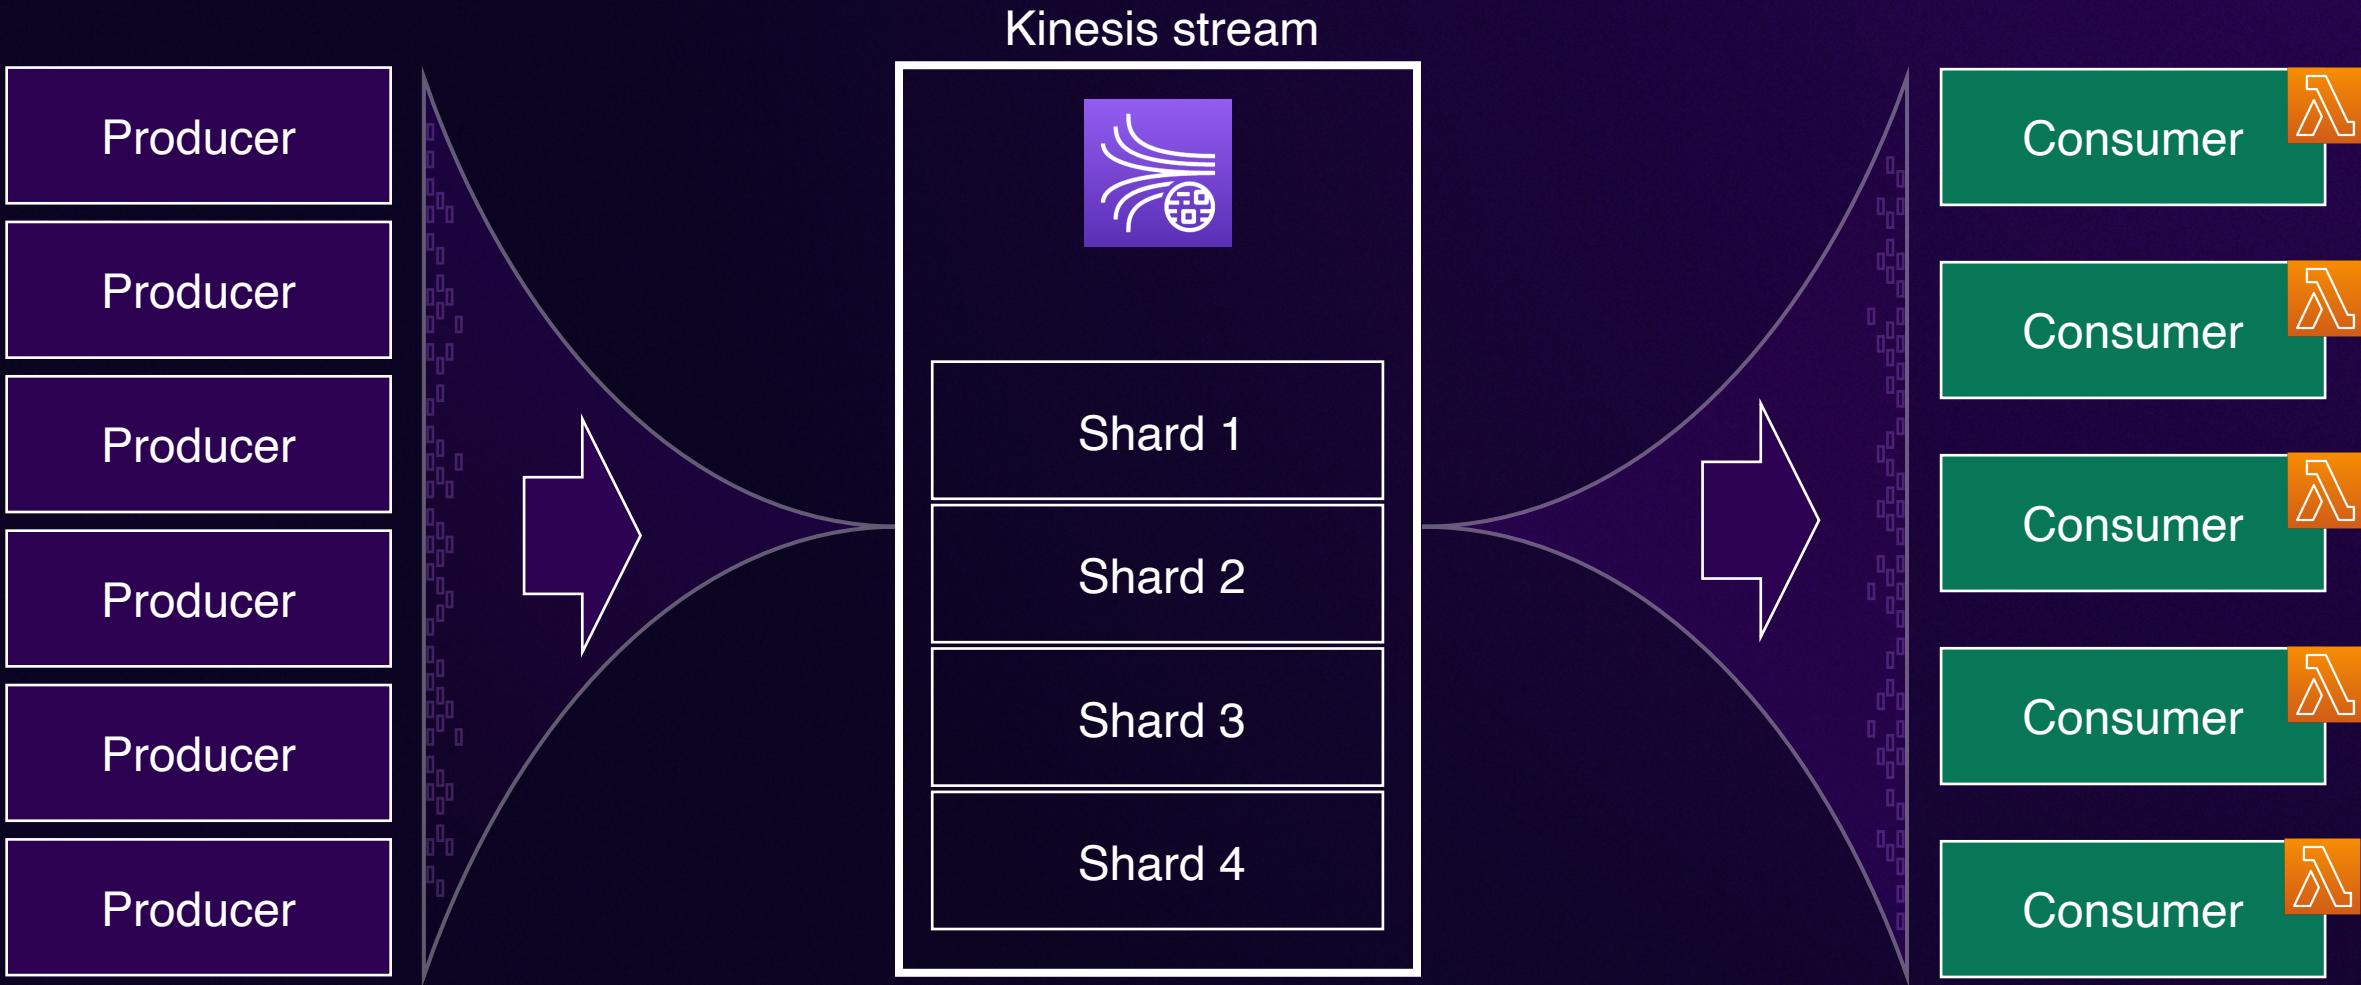 Kinesis stream
Producer
Producer
Producer
Producer
Producer
Producer
Shard 1
Shard 2
Shard 3
Shard 4
Consumer
Consumer
Consumer
Consumer
Consumer